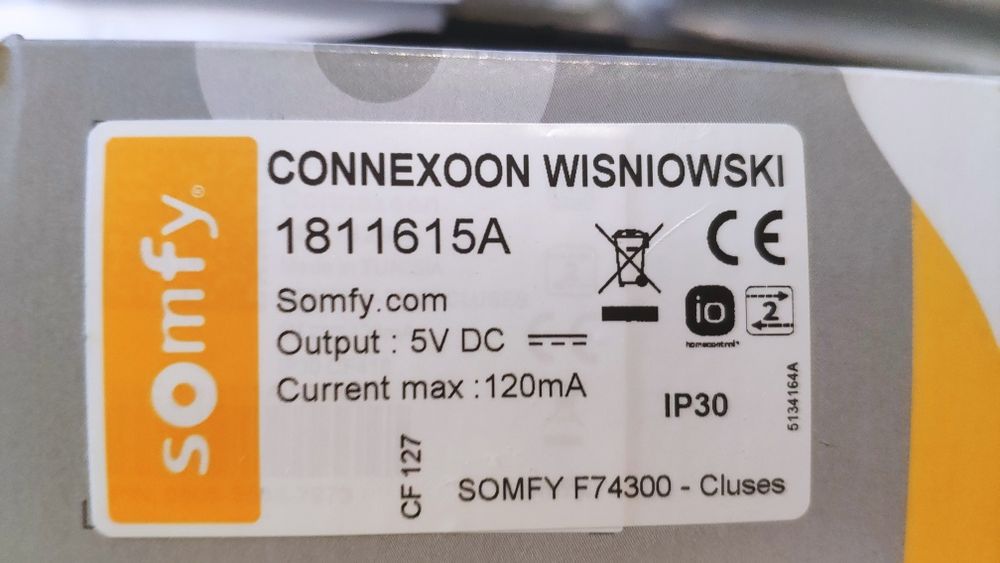 somfy®
CONNEXOON WISNIOWSKI
1811615A
Somfy.com
Output : 5V DC
Current max :120mA
io
homecontrol®
2
IP30
5134164A
CF 127
SOMFY F74300 - Cluses
CE